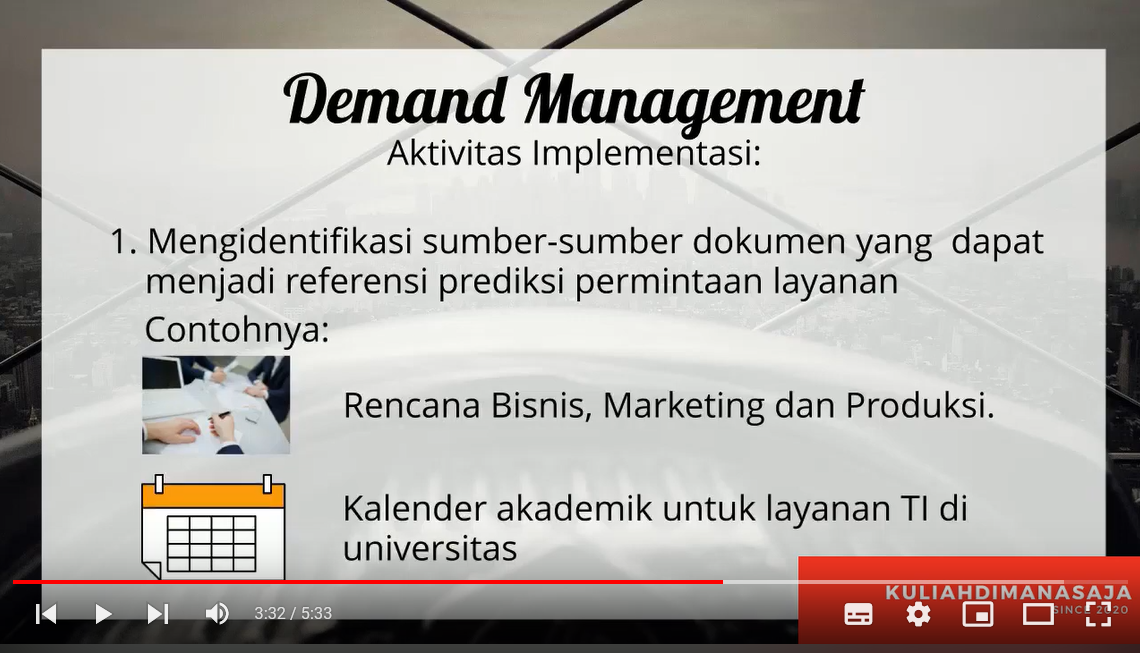 Demand Management
Aktivitas Implementasi:
1. Mengidentifikasi sumber-sumber dokumen yang dapat
menjadi referensi prediksi permintaan layanan
Contohnya:
Rencana Bisnis, Marketing dan Produksi.
Kalender akademik untuk layanan TI di
universitas
KULIAHDIMANASAJA
SINCE 2020
3:32 / 5:33